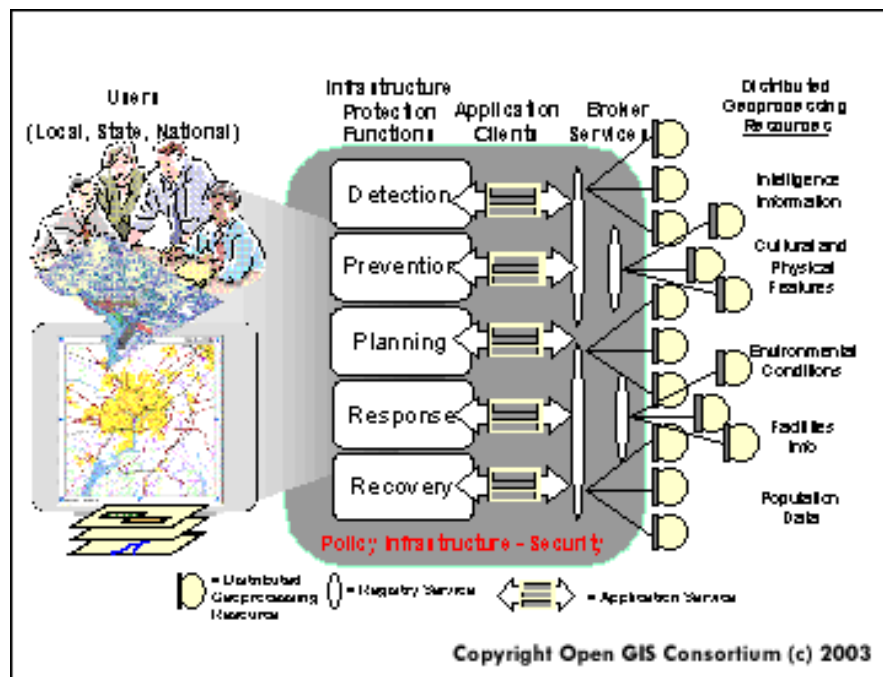 Users
(Local, State, National)
Infrastructure
Protection
Functions
Application
Clients
Broker
Services
Distributed
Geoprocessing
Resources
Detection
Prevention
Planning
Response
Recovery
Intelligence
Information
Cultural and
Physical
Features
Environmental
Conditions
Facilities
Info
Population
Data
Policy Infrastructure - Security
= Distributed
Geoprocessing
Resource
= Registry Service
= Application Service
Copyright Open GIS Consortium (c) 2003